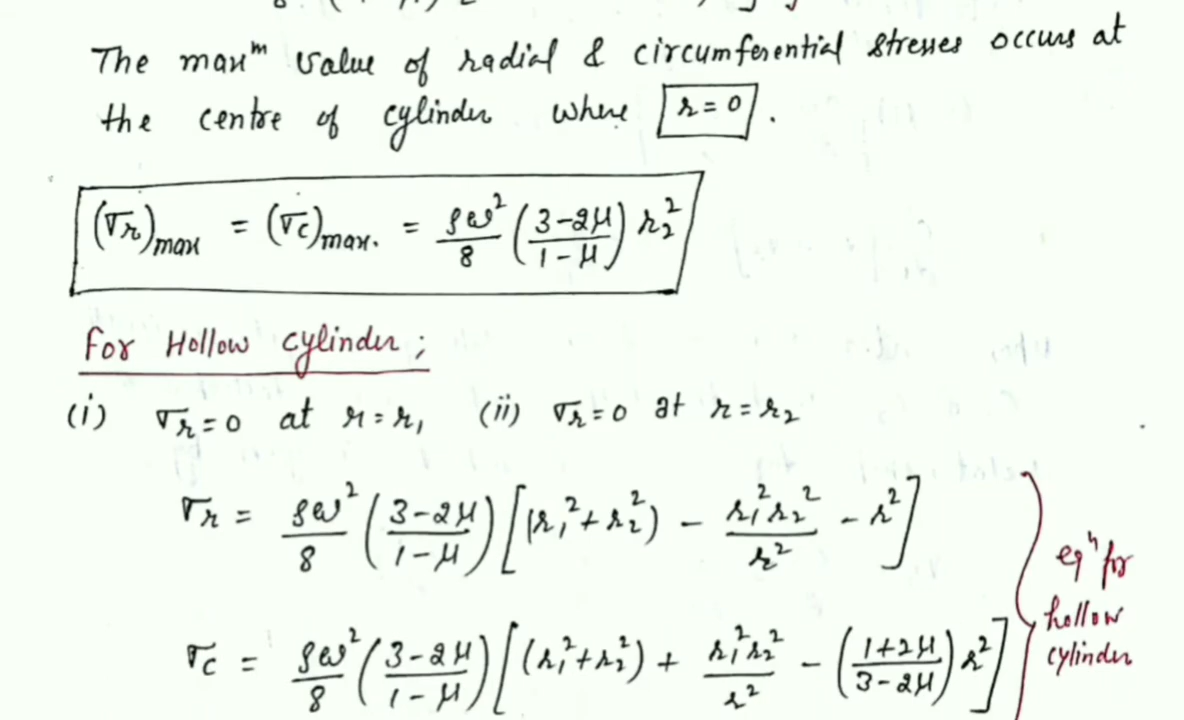 The maxᵐ value of radial & circumferential stresses occurs at
the centre of cylinder where r = 0 .
(σr)max = (σc)max. = ρω²/8 ((3-2μ)/(1-μ)) r₂²
For Hollow cylinder ;
(i) σr = 0 at r = r₁ (ii) σr = 0 at r = r₂
σr = ρω²/8 ((3-2μ)/(1-μ)) [(r₁² + r₂²) - r₁²r₂²/r² - r²]
σc = ρω²/8 ((3-2μ)/(1-μ)) [(r₁² + r₂²) + r₁²r₂²/r² - ((1+2μ)/(3-2μ)) r²]
eqⁿ for
hollow
cylinder